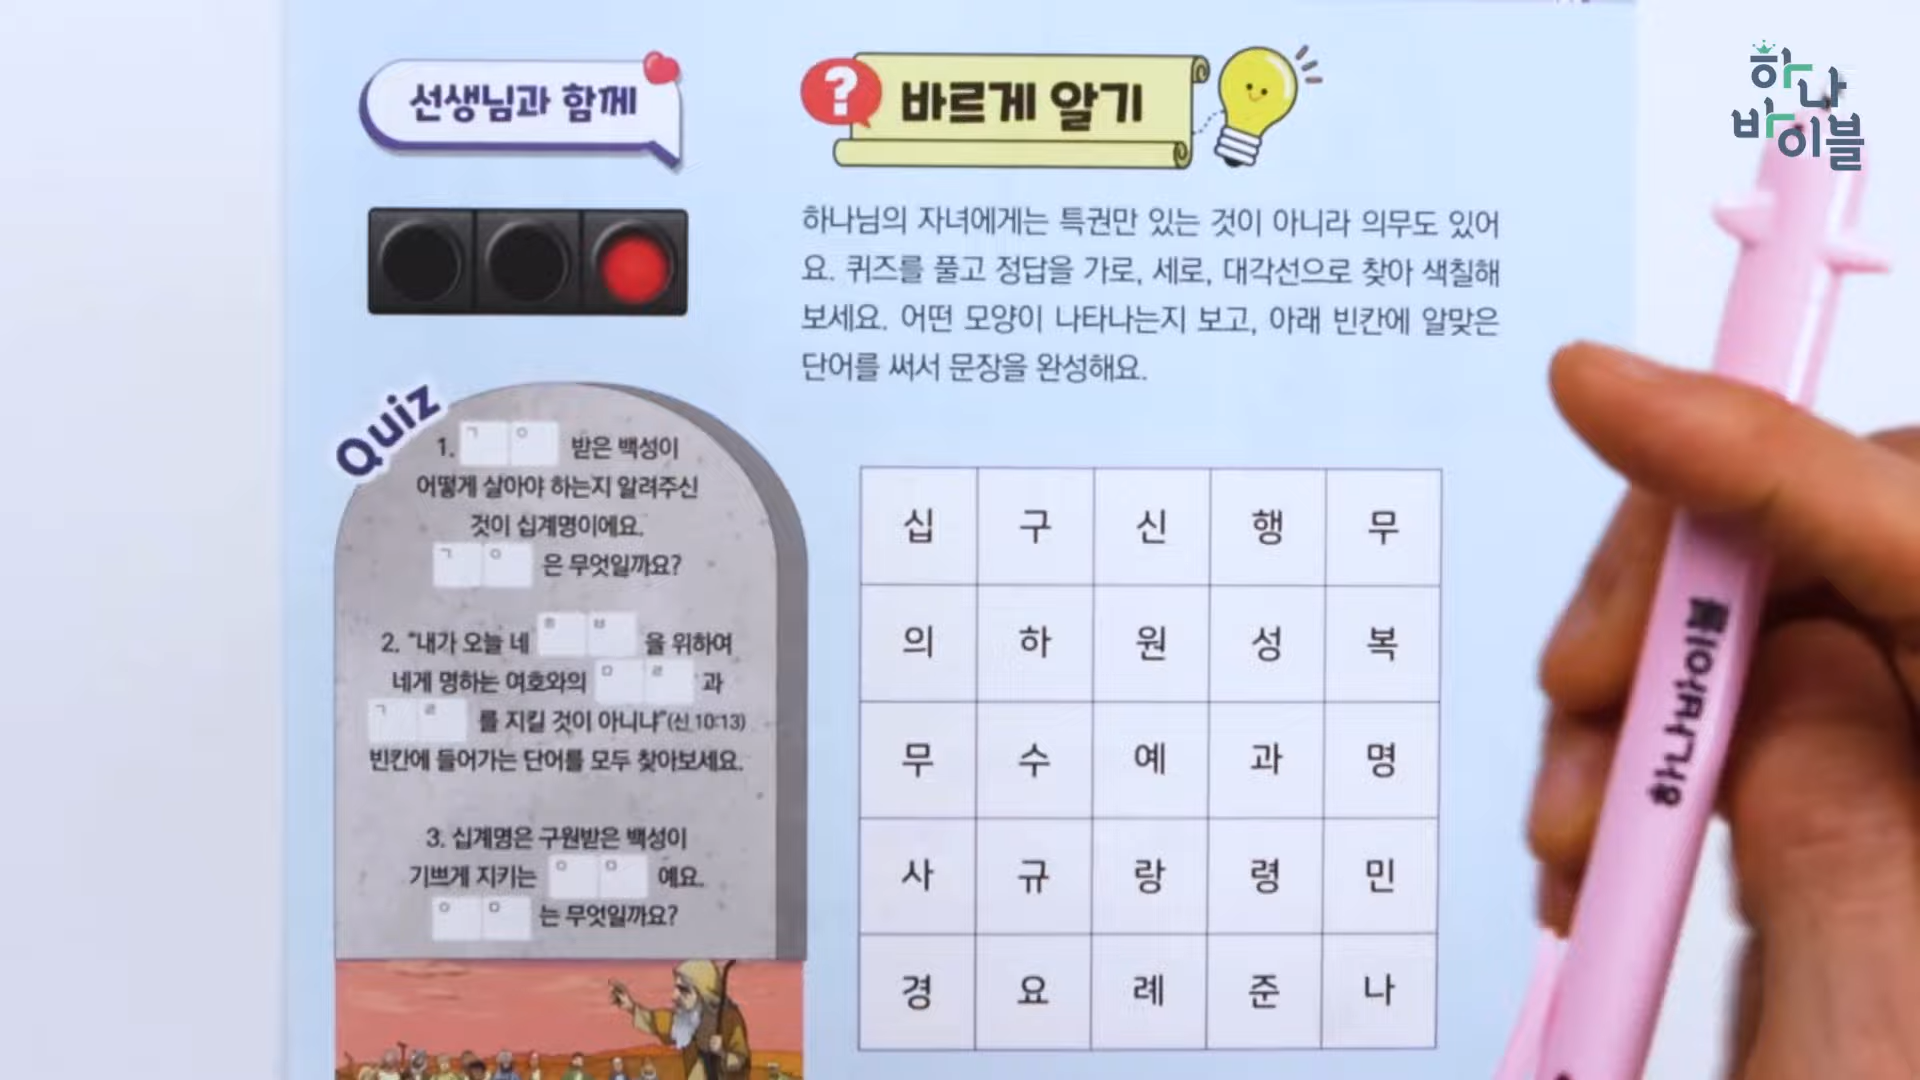 하나
바이블
선생님과 함께
? 바르게 알기
하나님의 자녀에게는 특권만 있는 것이 아니라 의무도 있어
요. 퀴즈를 풀고 정답을 가로, 세로, 대각선으로 찾아 색칠해
보세요. 어떤 모양이 나타나는지 보고, 아래 빈칸에 알맞은
단어를 써서 문장을 완성해요.
Quiz
1. ㄱ ㅇ 받은 백성이
어떻게 살아야 하는지 알려주신
것이 십계명이에요.
ㄱ ㅇ 은 무엇일까요?
2. “내가 오늘 네 ㅎ ㅂ 을 위하여
네게 명하는 여호와의 ㅁ ㄹ 과
ㄱ ㄹ 를 지킬 것이 아니냐”(신 10:13)
빈칸에 들어가는 단어를 모두 찾아보세요.
3. 십계명은 구원받은 백성이
기쁘게 지키는 ㅇ ㅁ 예요.
ㅇ ㅁ 는 무엇일까요?
십 구 신 행 무
의 하 원 성 복
무 수 예 과 명
사 규 랑 령 민
경 요 례 준 나
하나바이블